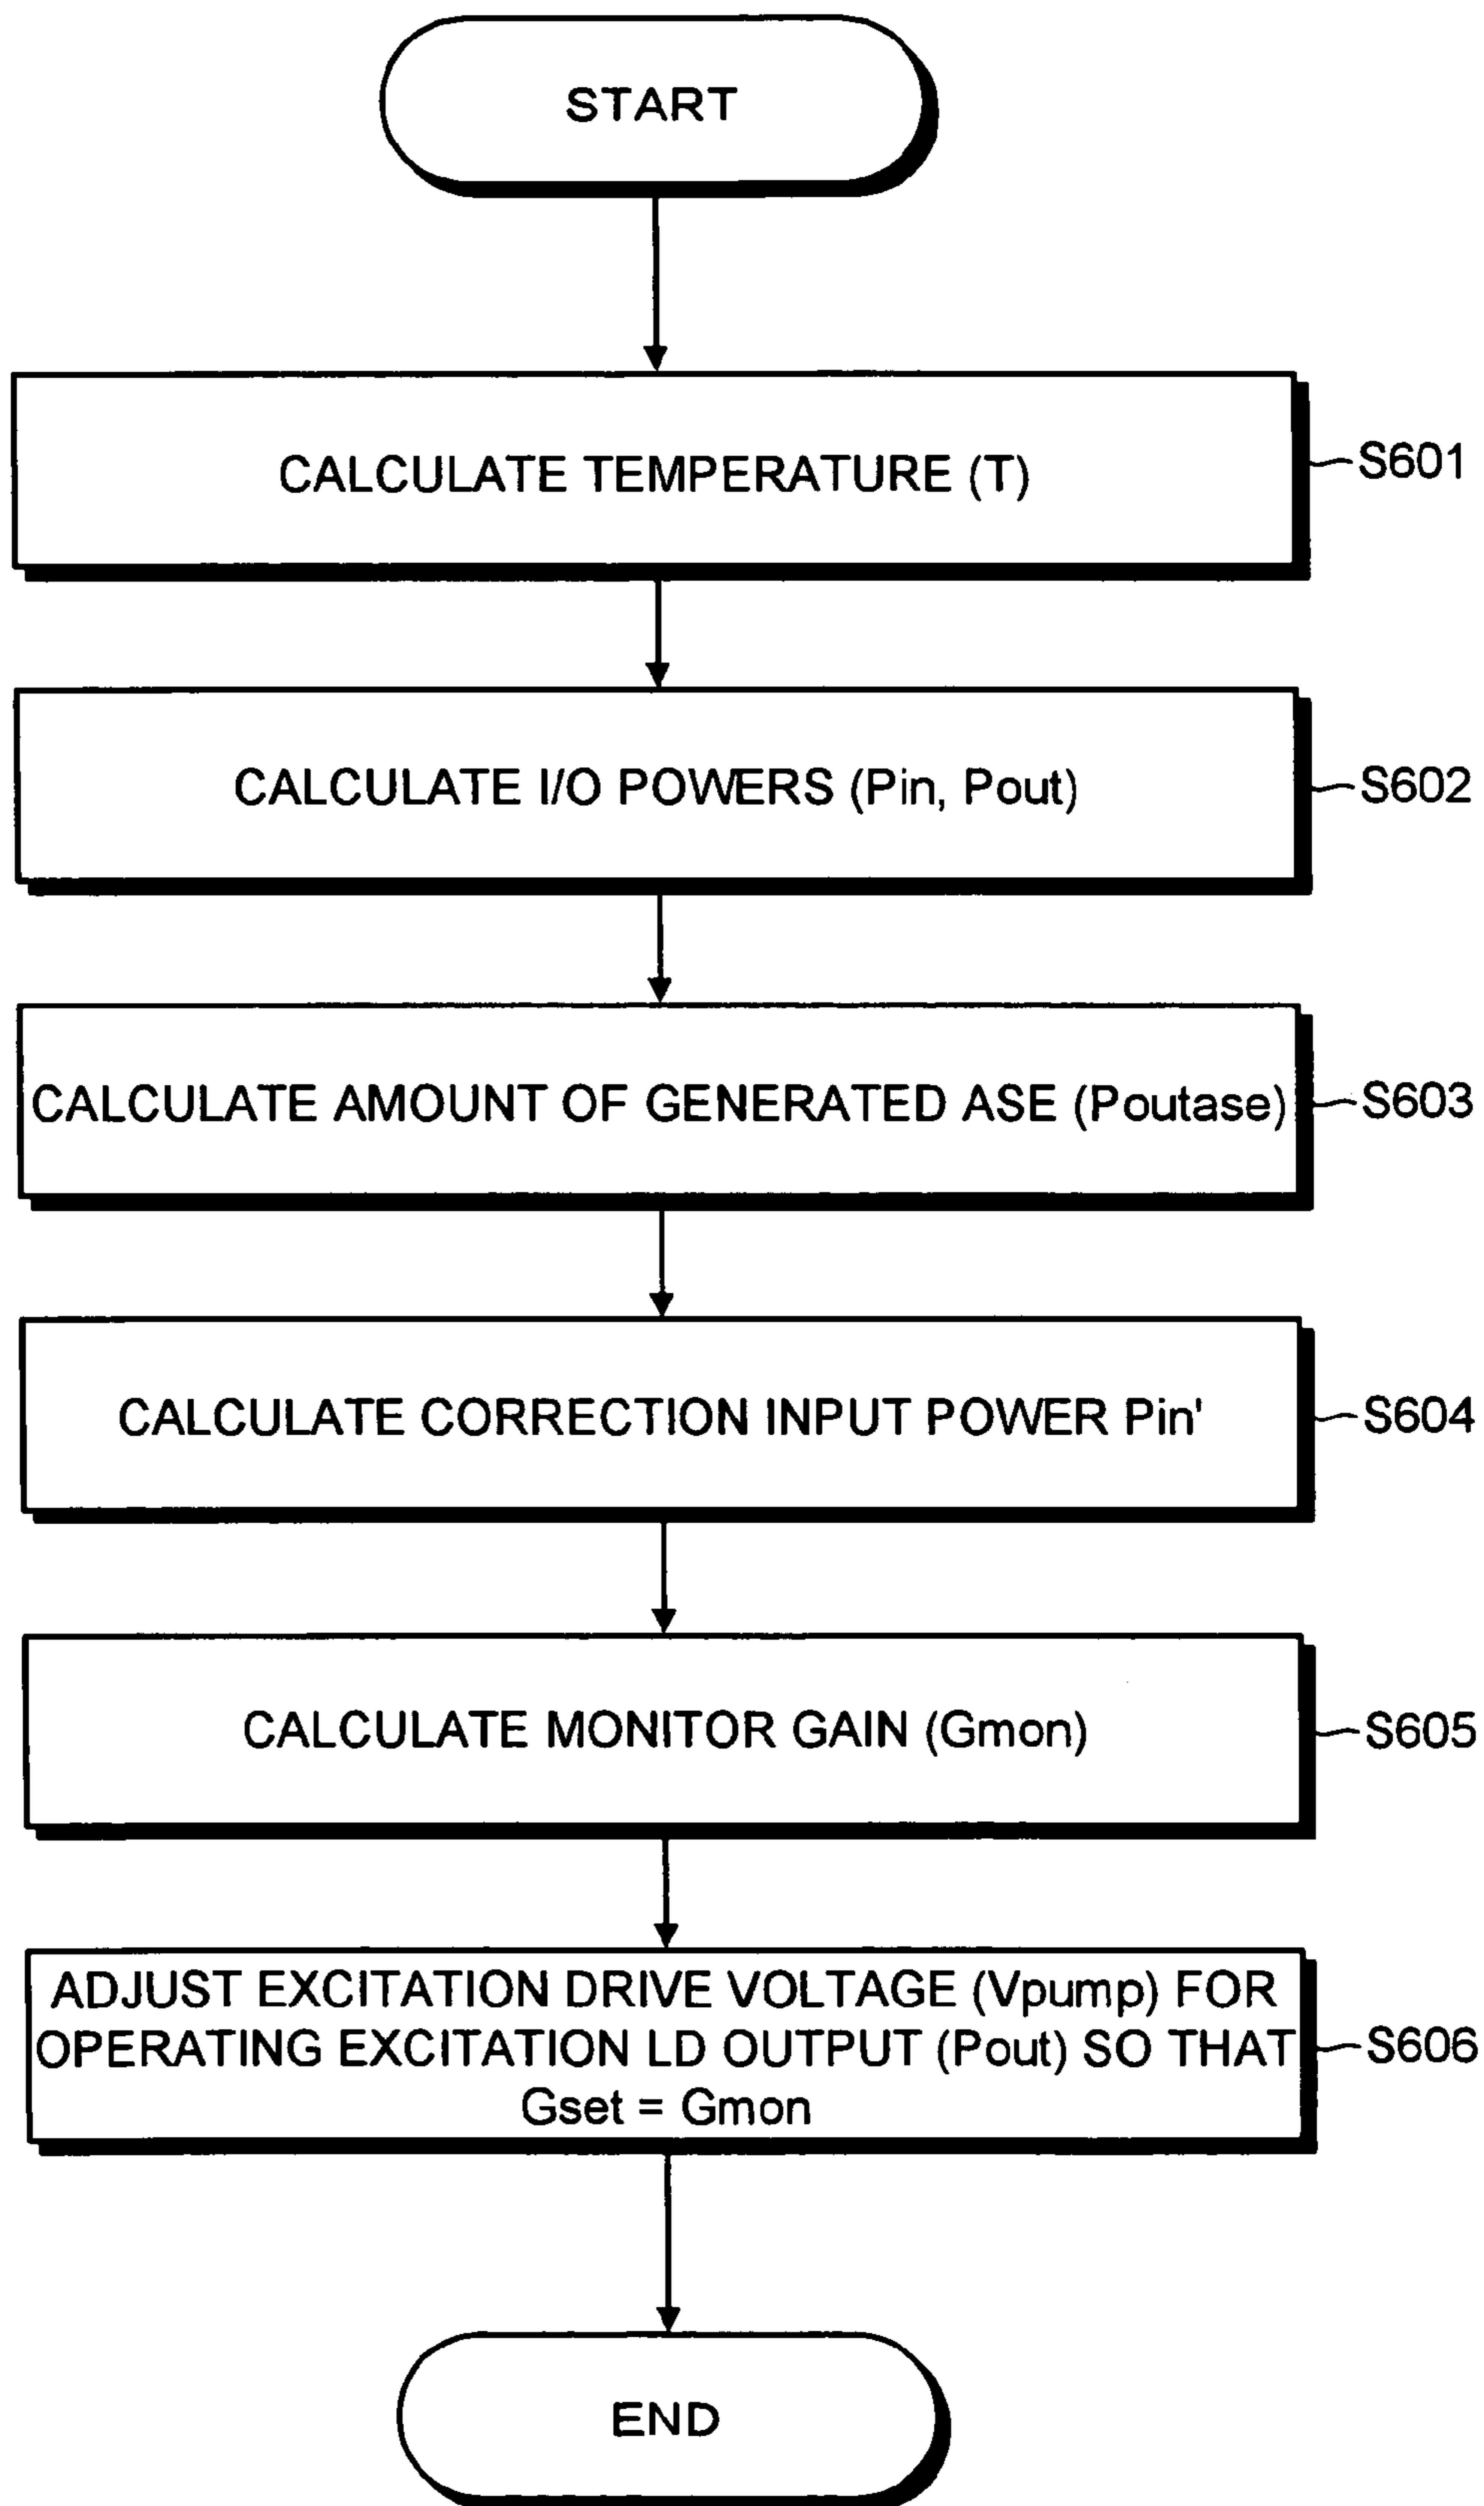 START
CALCULATE TEMPERATURE (T)
S601
CALCULATE I/O POWERS (Pin, Pout)
S602
CALCULATE AMOUNT OF GENERATED ASE (Poutase)
S603
CALCULATE CORRECTION INPUT POWER Pin'
S604
CALCULATE MONITOR GAIN (Gmon)
S605
ADJUST EXCITATION DRIVE VOLTAGE (Vpump) FOR
OPERATING EXCITATION LD OUTPUT (Pout) SO THAT
Gset = Gmon
S606
END